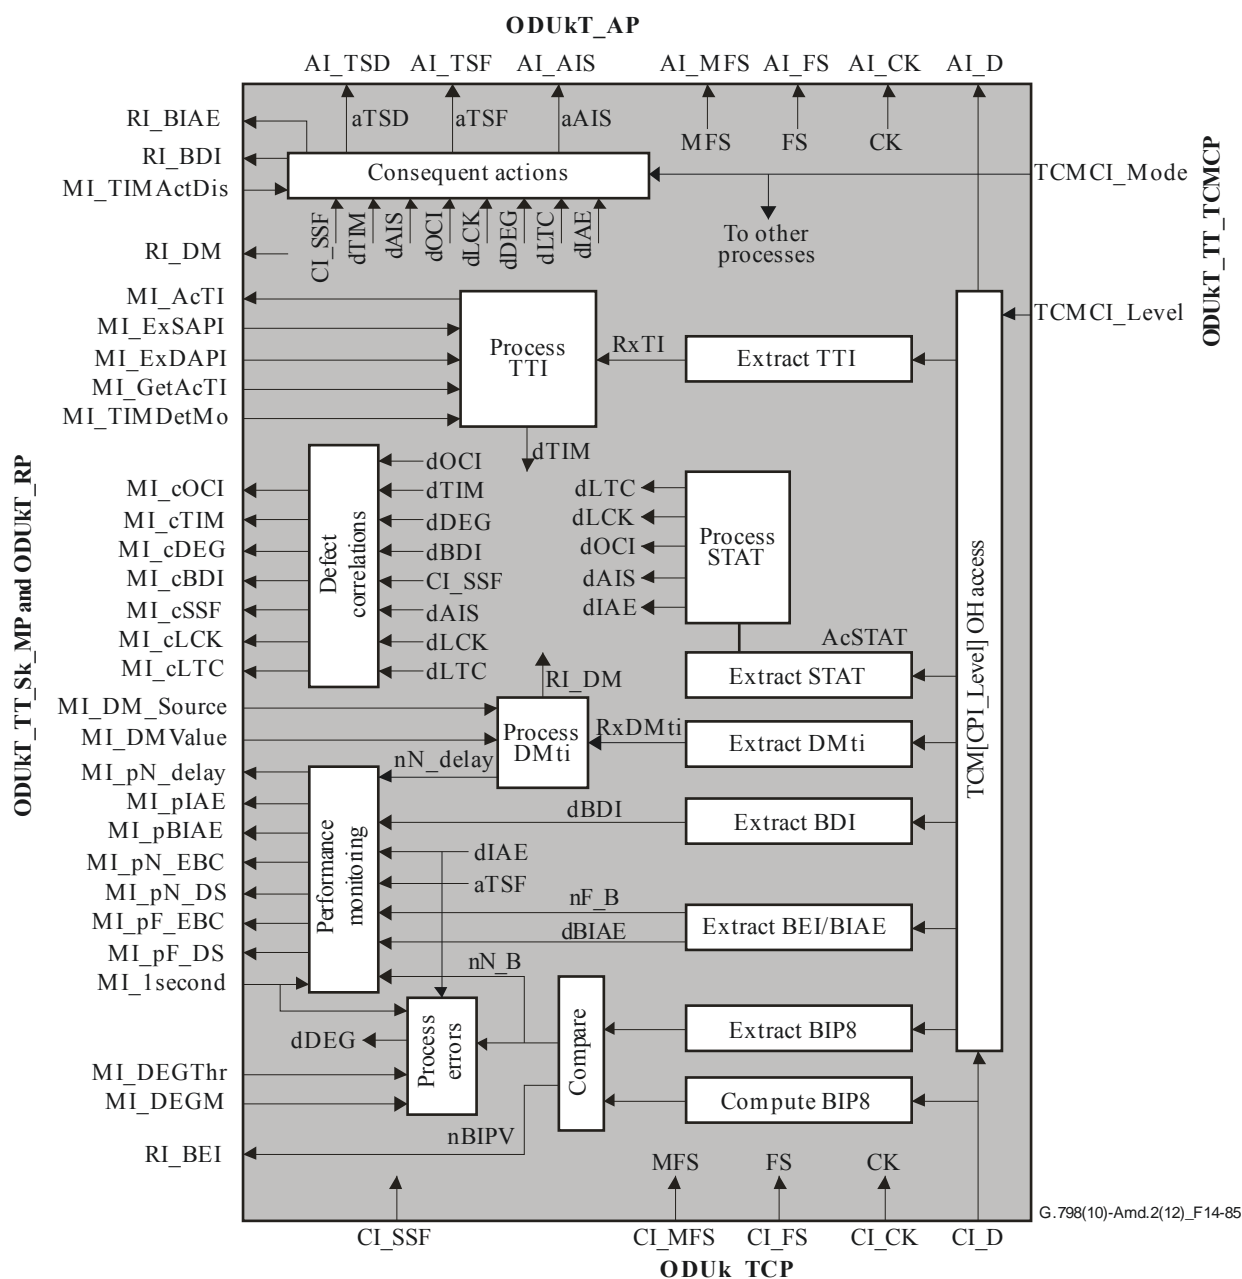 ODUkT_AP
AI_TSD AI_TSF AI_AIS AI_MFS AI_FS AI_CK AI_D
RI_BIAE
aTSD aTSF aAIS
MFS FS CK
RI_BDI
MI_TIMActDis
Consequent actions
TCMCI_Mode
CI_SSF
dTIM
dAIS
dOCI
dLCK
dDEG
dLTC
dIAE
To other
processes
RI_DM
ODUkT_TT_TCMCP
MI_AcTI
MI_ExSAPI
MI_ExDAPI
MI_GetAcTI
MI_TIMDetMo
Process
TTI
RxTI
Extract TTI
TCMCI_Level
dTIM
ODUkT_TT_Sk_MP and ODUkT_RP
MI_cOCI
MI_cTIM
MI_cDEG
MI_cBDI
MI_cSSF
MI_cLCK
MI_cLTC
Defect
correlations
dOCI
dTIM
dDEG
dBDI
CI_SSF
dAIS
dLCK
dLTC
dLTC
dLCK
dOCI
dAIS
dIAE
Process
STAT
AcSTAT
Extract STAT
TCM[CPI_Level] OH access
RI_DM
MI_DM_Source
MI_DMValue
Process
DMti
RxDMti
Extract DMti
nN_delay
MI_pN_delay
MI_pIAE
MI_pBIAE
MI_pN_EBC
MI_pN_DS
MI_pF_EBC
MI_pF_DS
MI_1second
Performance
monitoring
dBDI
Extract BDI
dIAE
aTSF
nF_B
dBIAE
Extract BEI/BIAE
nN_B
dDEG
Process
errors
Compare
Extract BIP8
MI_DEGThr
MI_DEGM
Compute BIP8
nBIPV
RI_BEI
MFS FS CK
G.798(10)-Amd.2(12)_F14-85
CI_SSF CI_MFS CI_FS CI_CK CI_D
ODUk_TCP